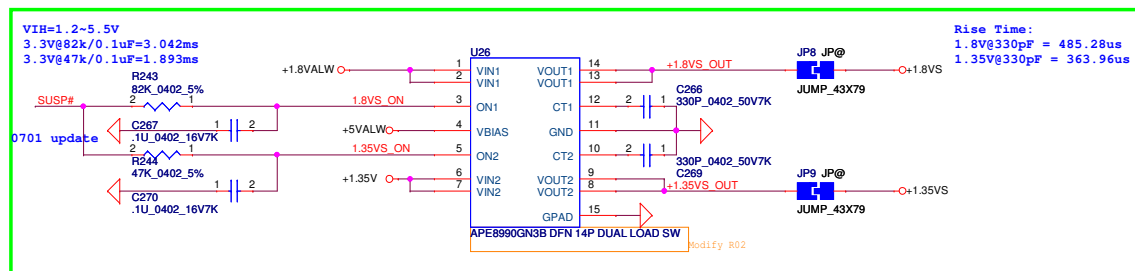 VIH=1.2~5.5V
3.3V@82k/0.1uF=3.042ms
3.3V@47k/0.1uF=1.893ms
Rise Time:
1.8V@330pF = 485.28us
1.35V@330pF = 363.96us
U26
JP8 JP@
+1.8VALW
1 VIN1
2 VIN1
VOUT1 14
VOUT1 13
+1.8VS_OUT
+1.8VS
JUMP_43X79
R243
82K_0402_5%
SUSP#
2 1
1.8VS_ON
3 ON1
CT1 12
2 1
C266
330P_0402_50V7K
C267
.1U_0402_16V7K
1 2
0701 update
+5VALW
4 VBIAS
GND 11
2 1
R244
47K_0402_5%
1.35VS_ON
5 ON2
CT2 10
2 1
330P_0402_50V7K
C269
+1.35V
6 VIN2
7 VIN2
VOUT2 9
VOUT2 8
+1.35VS_OUT
JP9 JP@
+1.35VS
JUMP_43X79
1 2
C270
.1U_0402_16V7K
GPAD 15
APE8990GN3B DFN 14P DUAL LOAD SW
Modify R02